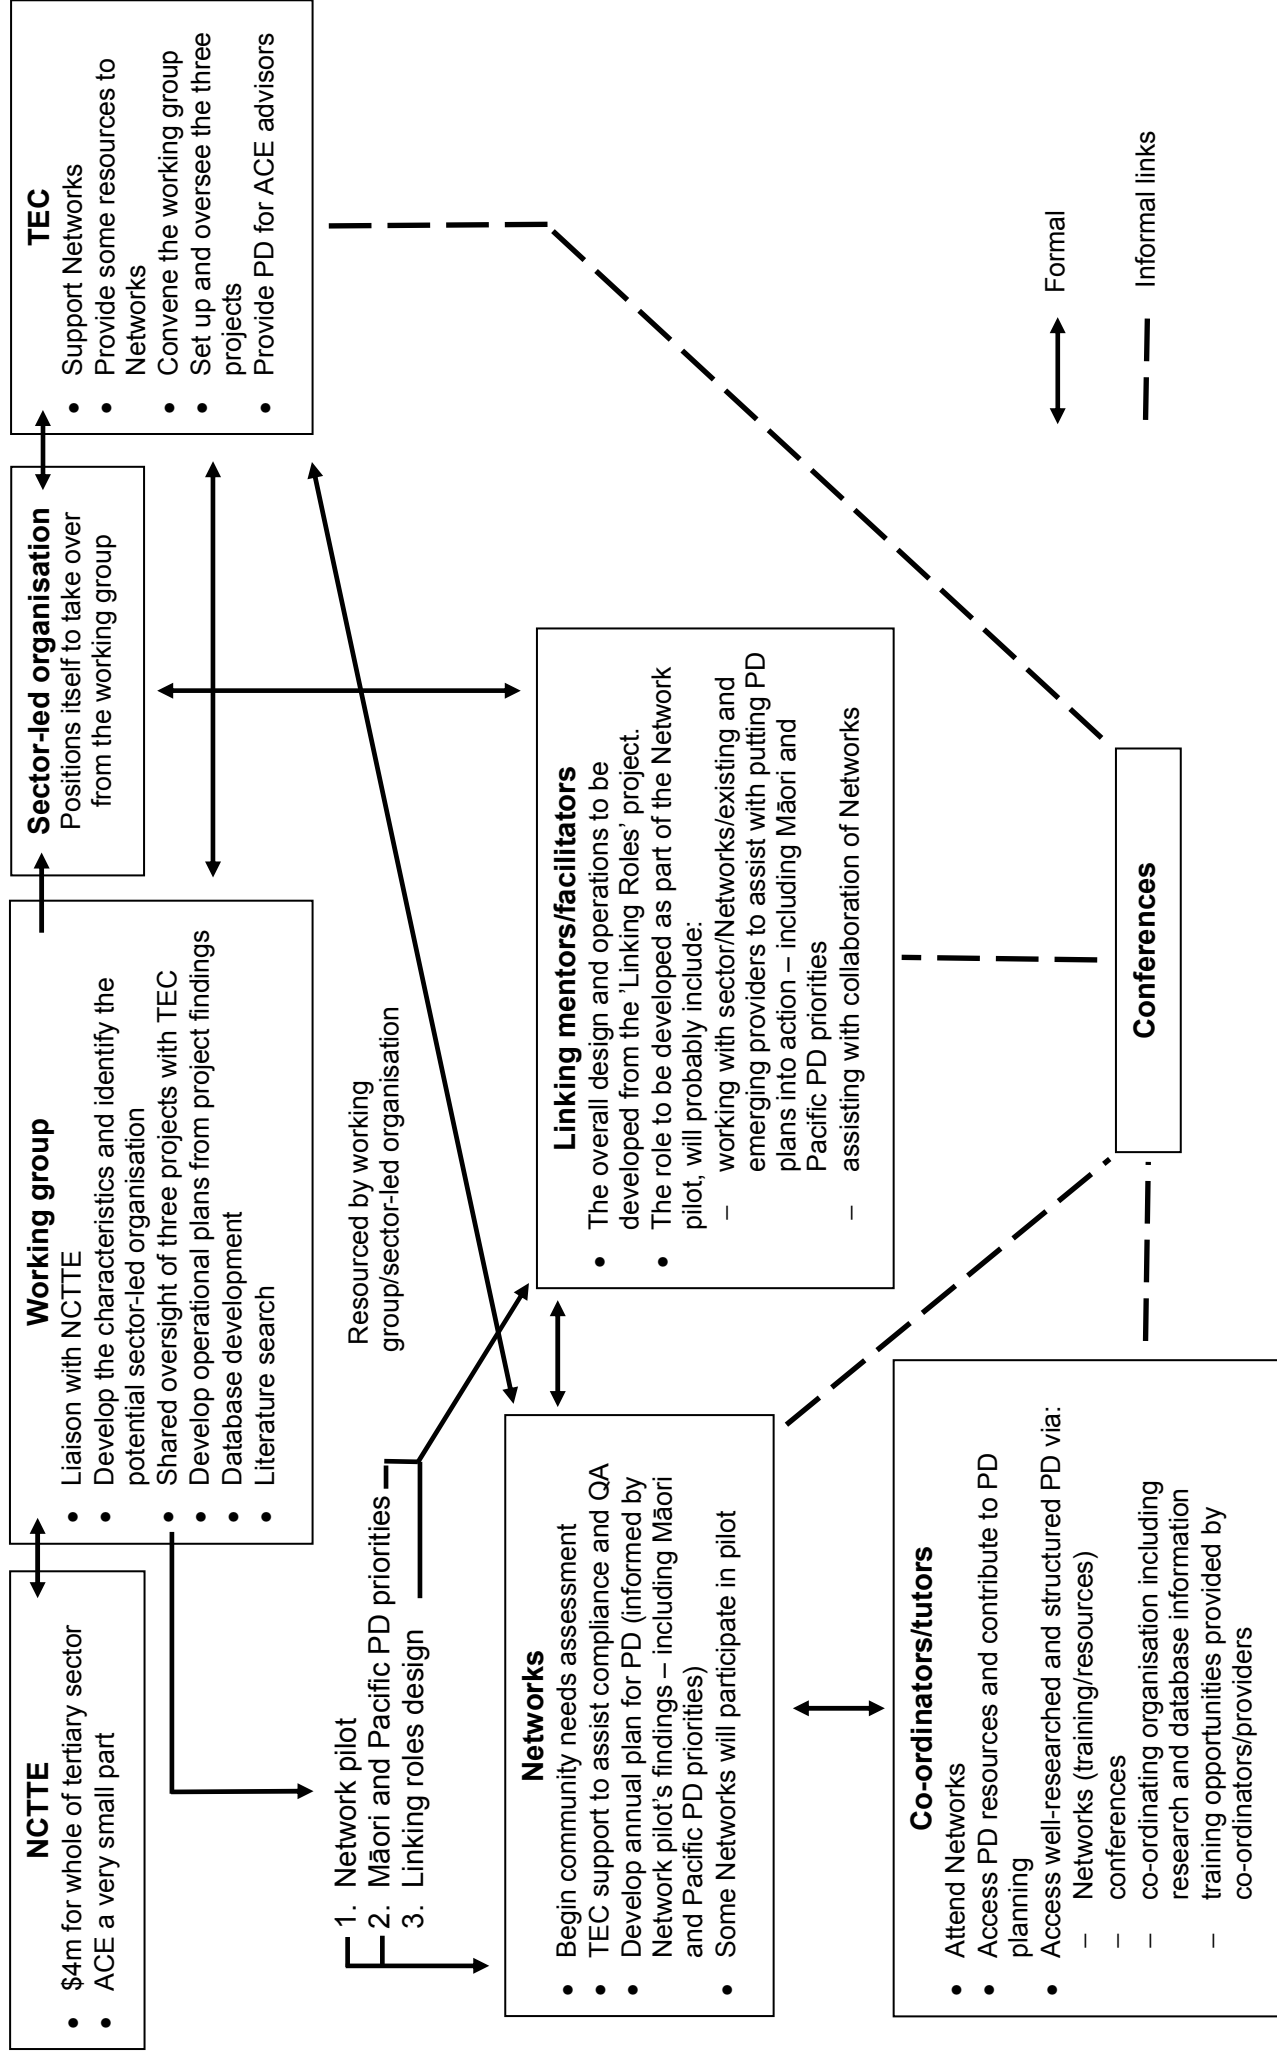 NCTTE
• $4m for whole of tertiary sector
• ACE a very small part
Working group
• Liaison with NCTTE
• Develop the characteristics and identify the
potential sector-led organisation
• Shared oversight of three projects with TEC
• Develop operational plans from project findings
• Database development
• Literature search
Sector-led organisation
Positions itself to take over
from the working group
TEC
• Support Networks
• Provide some resources to
Networks
• Convene the working group
• Set up and oversee the three
projects
• Provide PD for ACE advisors
1. Network pilot
2. Māori and Pacific PD priorities
3. Linking roles design
Resourced by working
group/sector-led organisation
Networks
• Begin community needs assessment
• TEC support to assist compliance and QA
• Develop annual plan for PD (informed by
Network pilot's findings – including Māori
and Pacific PD priorities)
• Some Networks will participate in pilot
Linking mentors/facilitators
• The overall design and operations to be
developed from the 'Linking Roles' project.
• The role to be developed as part of the Network
pilot, will probably include:
– working with sector/Networks/existing and
emerging providers to assist with putting PD
plans into action – including Māori and
Pacific PD priorities
– assisting with collaboration of Networks
Co-ordinators/tutors
• Attend Networks
• Access PD resources and contribute to PD
planning
• Access well-researched and structured PD via:
– Networks (training/resources)
– conferences
– co-ordinating organisation including
research and database information
– training opportunities provided by
co-ordinators/providers
Conferences
Formal
Informal links